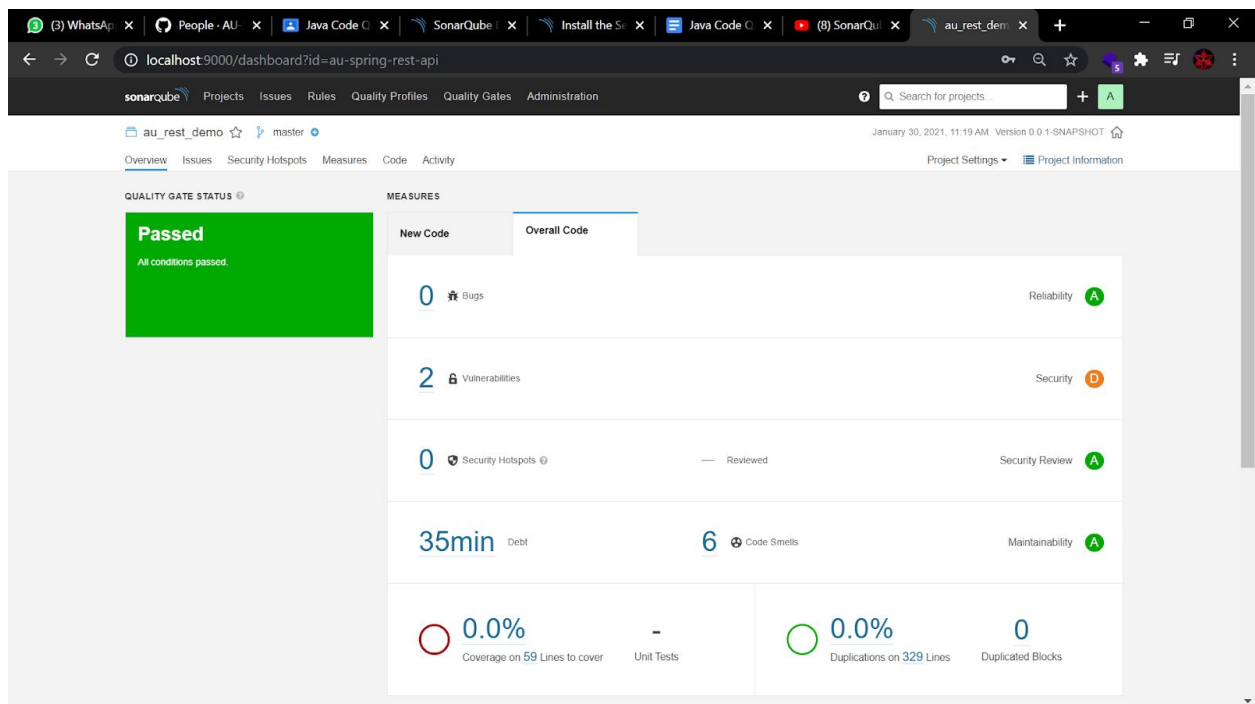 (3) WhatsAp People · AU- Java Code Q SonarQube Install the Se Java Code Q (8) SonarQu au_rest_dem
localhost:9000/dashboard?id=au-spring-rest-api
5
sonarqube Projects Issues Rules Quality Profiles Quality Gates Administration Search for projects... A
au_rest_demo master January 30, 2021, 11:19 AM Version 0.0.1-SNAPSHOT
Overview Issues Security Hotspots Measures Code Activity Project Settings Project Information
QUALITY GATE STATUS MEASURES
Passed
All conditions passed.
New Code Overall Code
0 Bugs Reliability A
2 Vulnerabilities Security D
0 Security Hotspots — Reviewed Security Review A
35min Debt 6 Code Smells Maintainability A
0.0% - 0.0% 0
Coverage on 59 Lines to cover Unit Tests Duplications on 329 Lines Duplicated Blocks